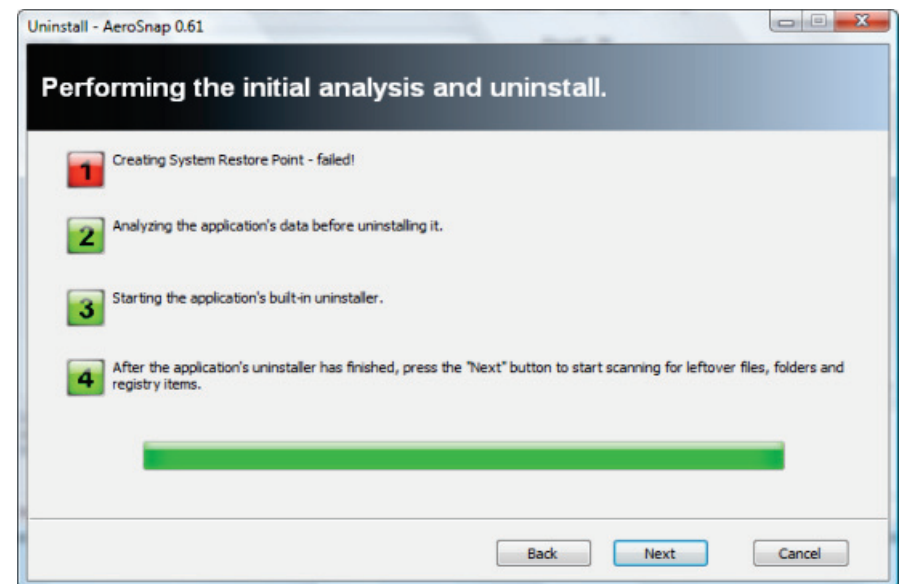 Uninstall - AeroSnap 0.61
Performing the initial analysis and uninstall.
1
Creating System Restore Point - failed!
2
Analyzing the application's data before uninstalling it.
3
Starting the application's built-in uninstaller.
4
After the application's uninstaller has finished, press the "Next" button to start scanning for leftover files, folders and
registry items.
Back
Next
Cancel